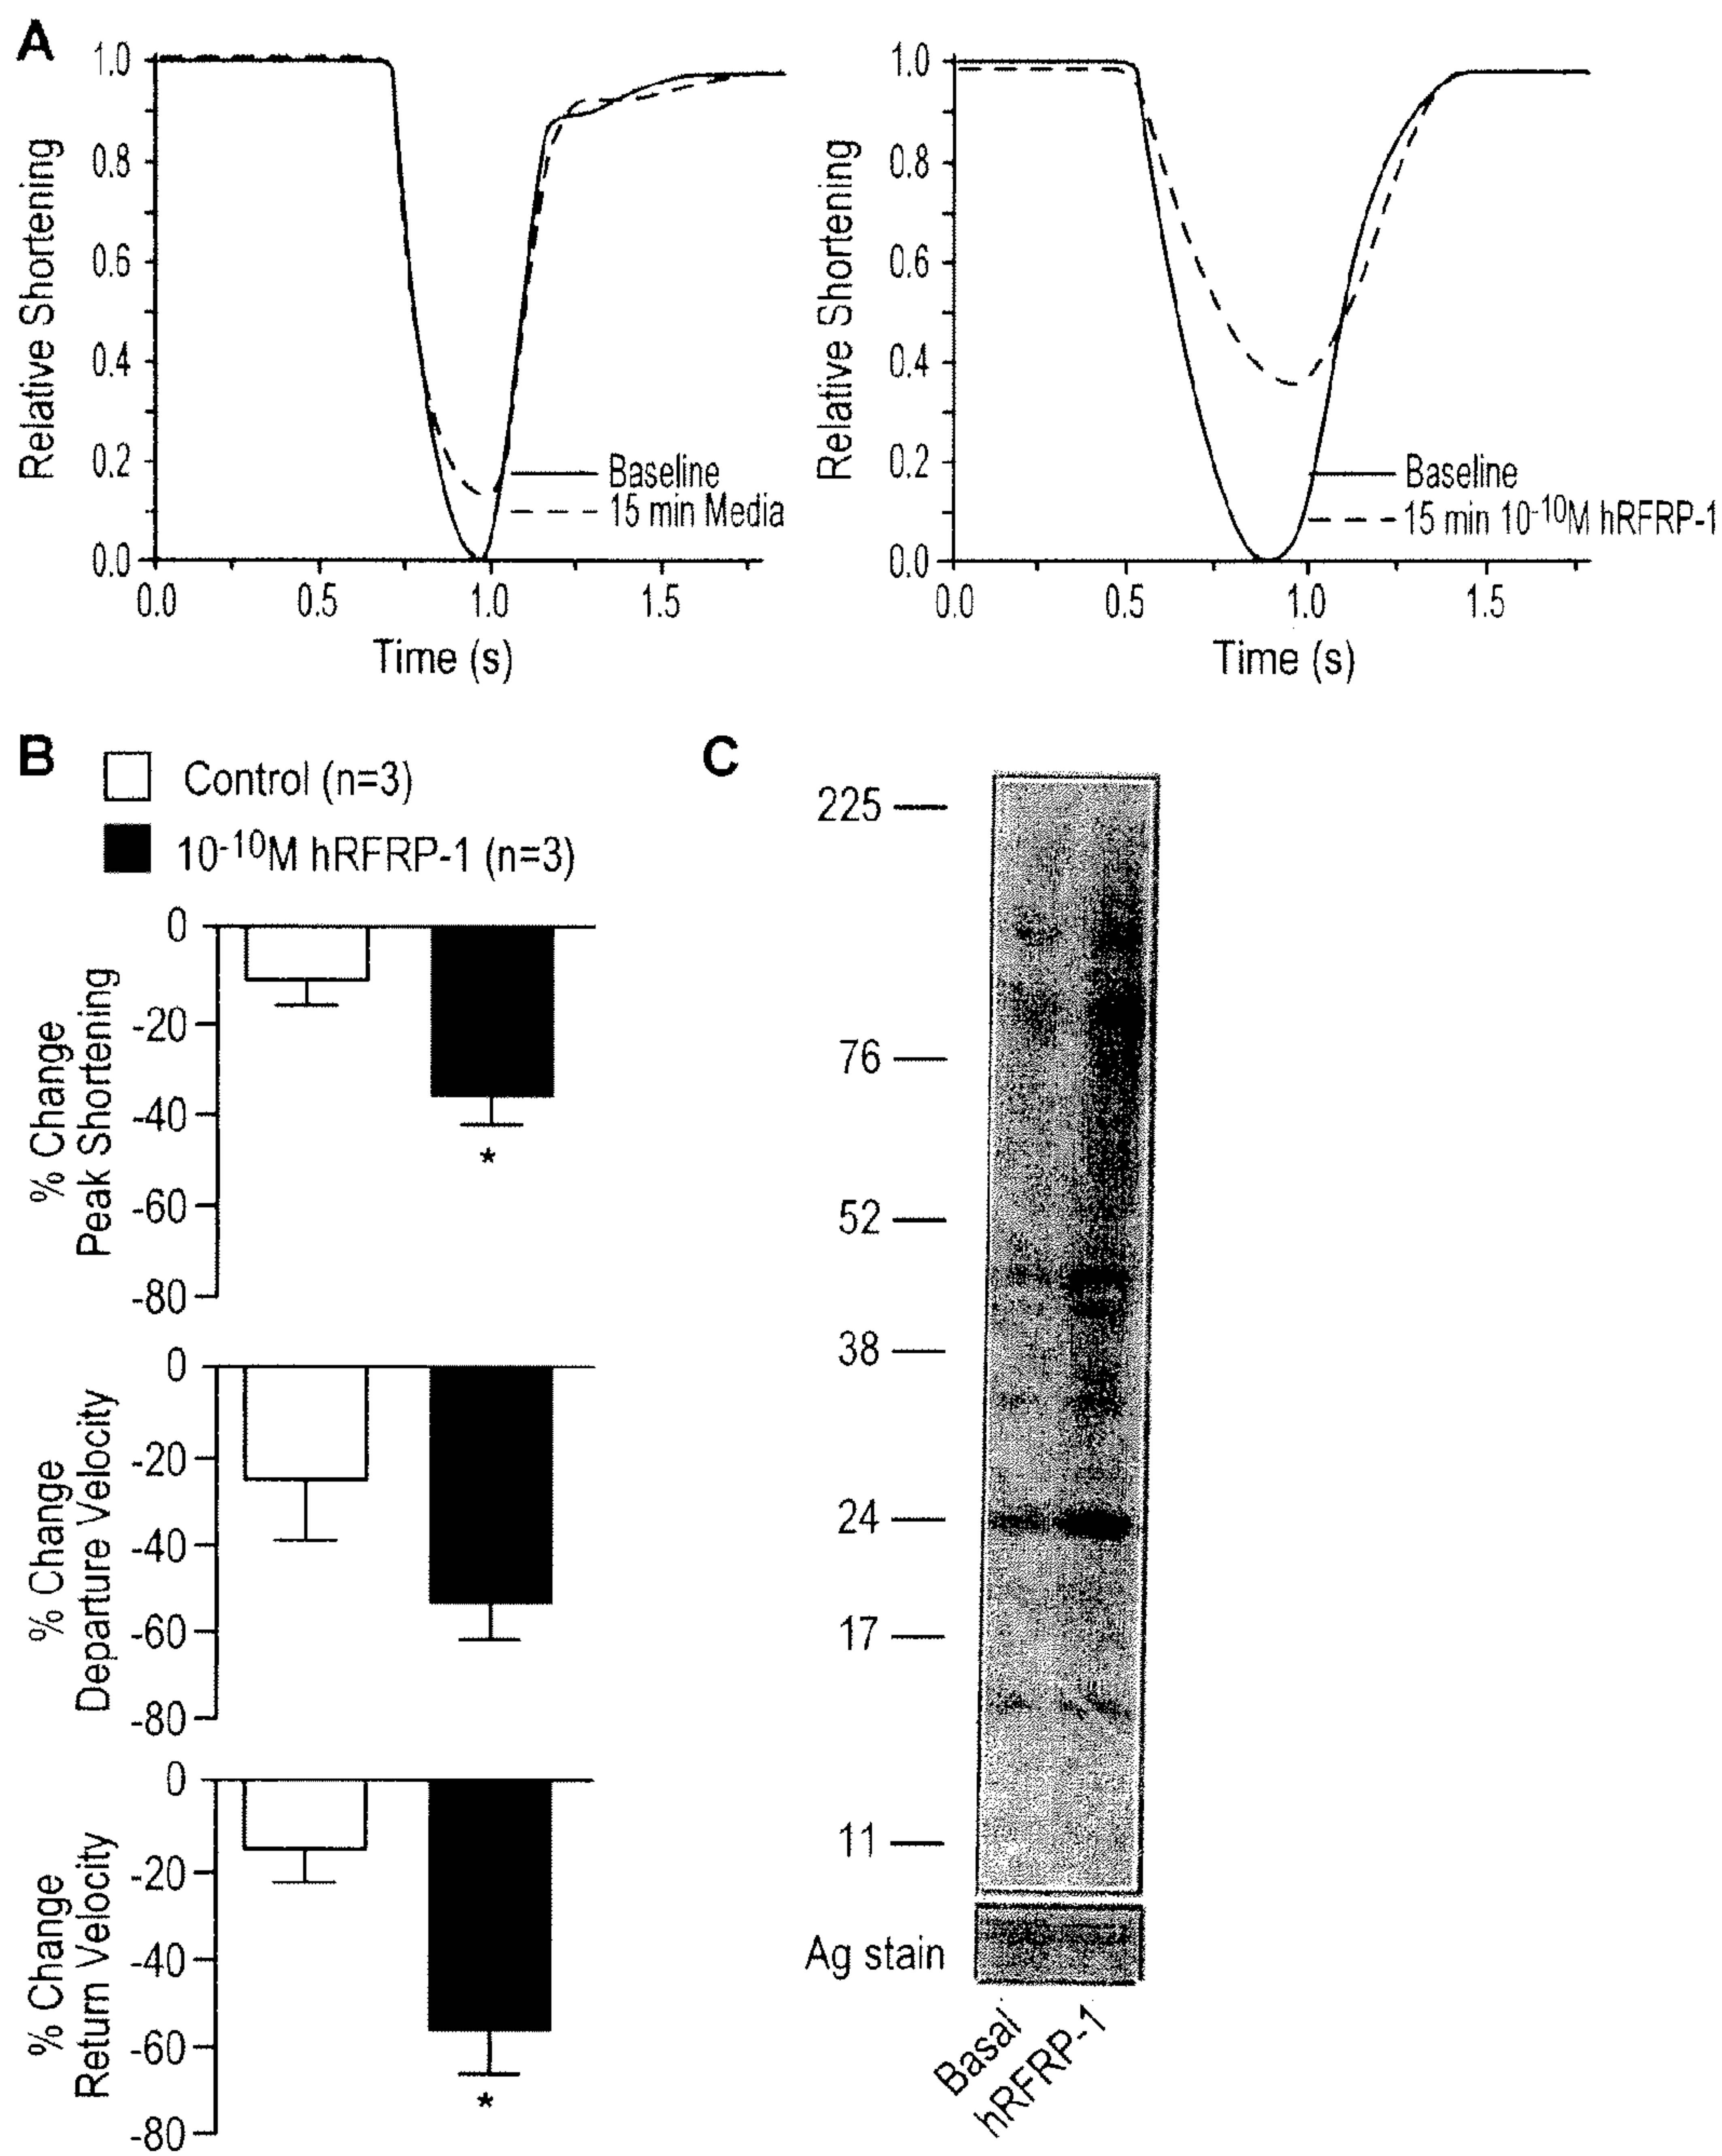 A
1.0
0.8
0.6
0.4
0.2
0.0
Relative Shortening
Baseline
15 min Media
0.0 0.5 1.0 1.5
Time (s)
1.0
0.8
0.6
0.4
0.2
0.0
Relative Shortening
Baseline
15 min 10-10M hRFRP-1
0.0 0.5 1.0 1.5
Time (s)
B
Control (n=3)
10-10M hRFRP-1 (n=3)
0
-20
-40
-60
-80
% Change
Peak Shortening
*
0
-20
-40
-60
-80
% Change
Departure Velocity
0
-20
-40
-60
-80
% Change
Return Velocity
*
C
225
76
52
38
24
17
11
Ag stain
Basal
hRFRP-1